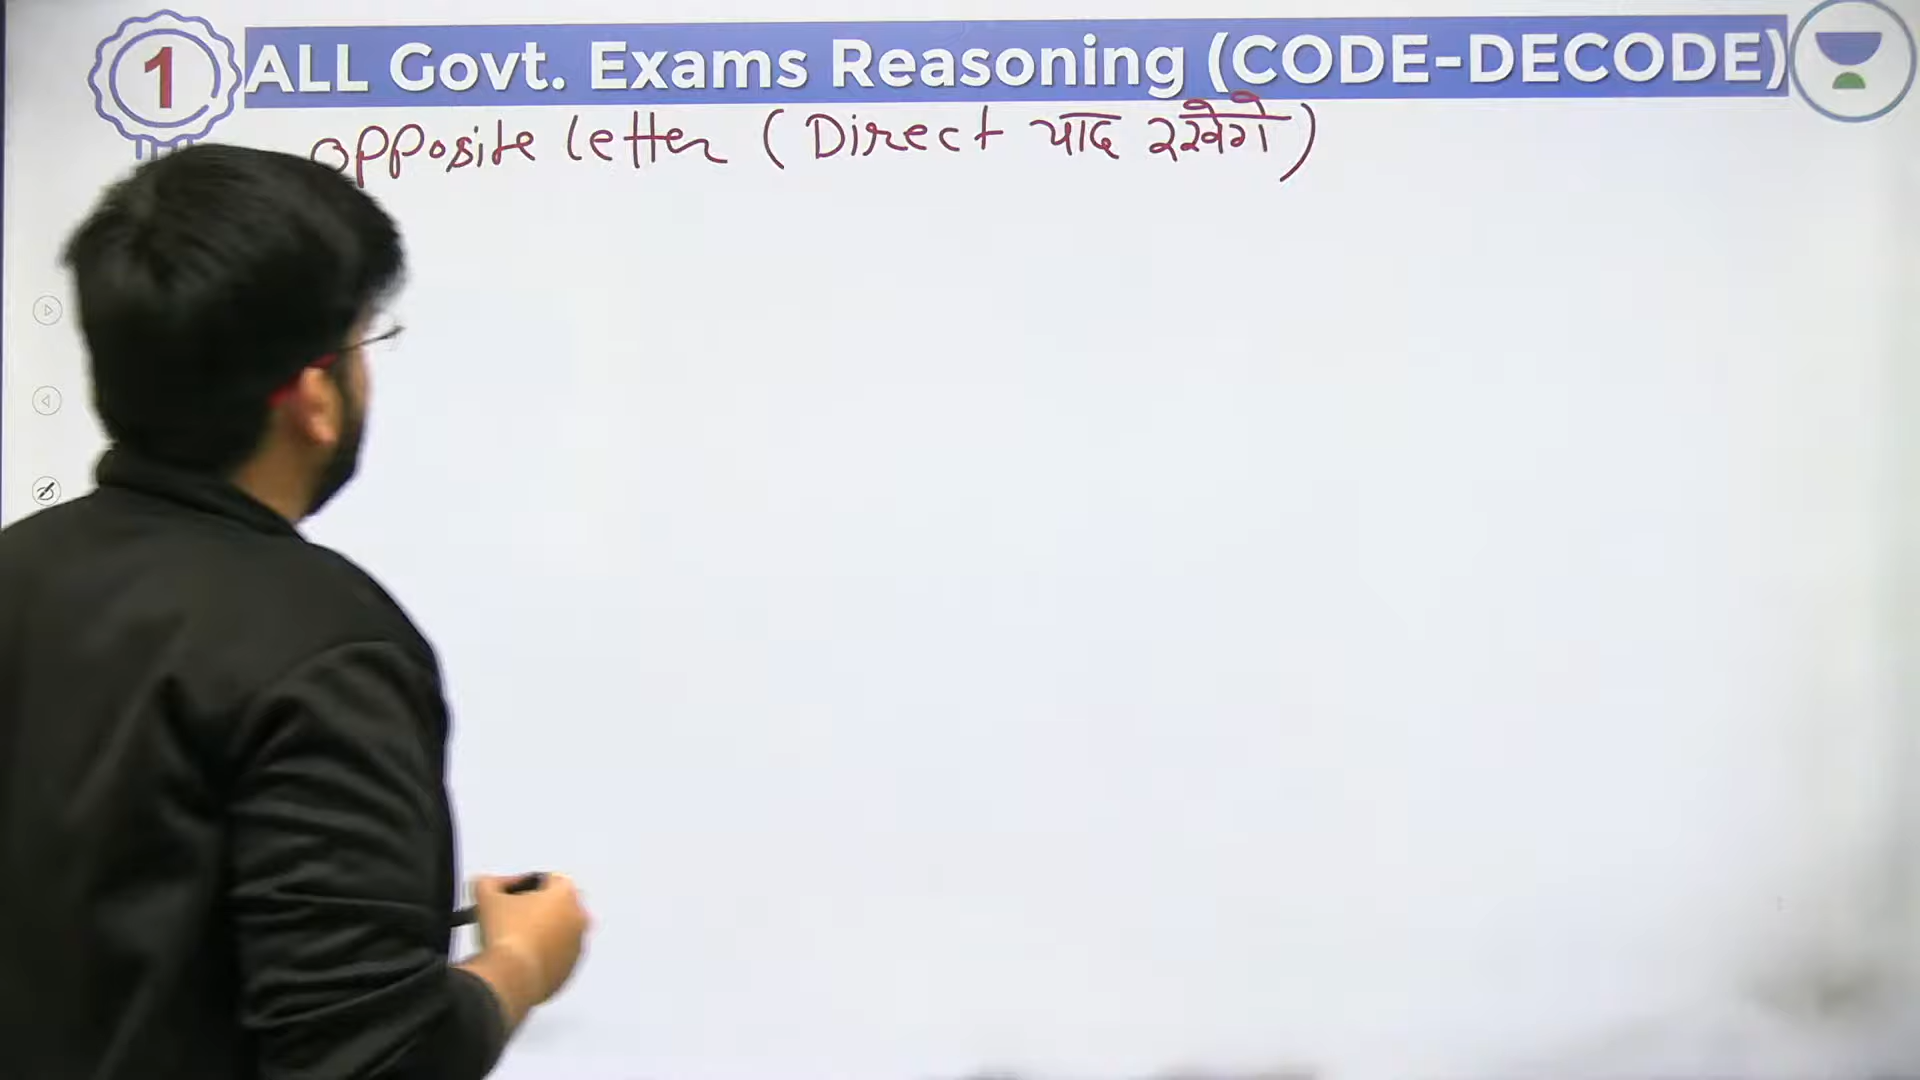 1 ALL Govt. Exams Reasoning (CODE-DECODE)
opposite letter (Direct याद रखेगे)